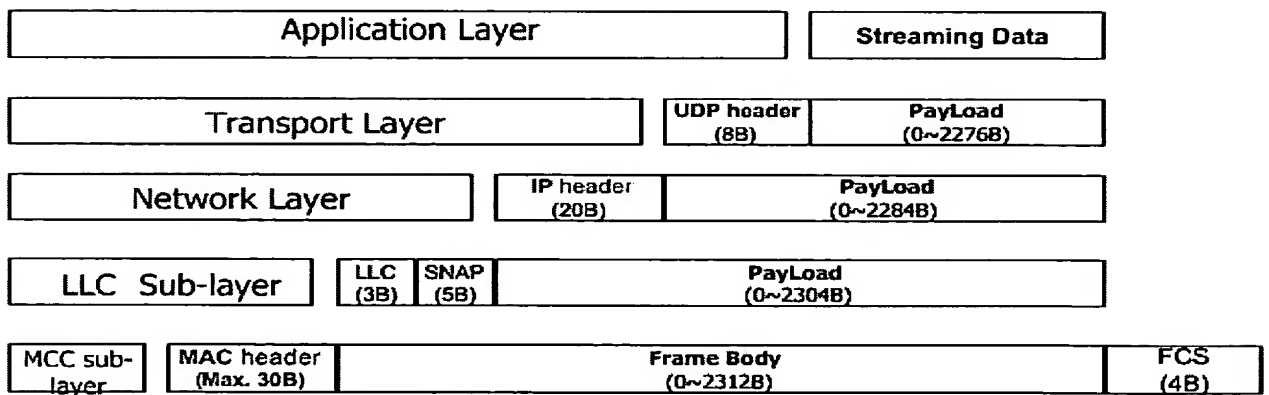 Application Layer
Streaming Data
Transport Layer
UDP header
(8B)
PayLoad
(0~2276B)
Network Layer
IP header
(20B)
PayLoad
(0~2284B)
LLC Sub-layer
LLC
(3B)
SNAP
(5B)
PayLoad
(0~2304B)
MCC sub-
layer
MAC header
(Max. 30B)
Frame Body
(0~2312B)
FCS
(4B)